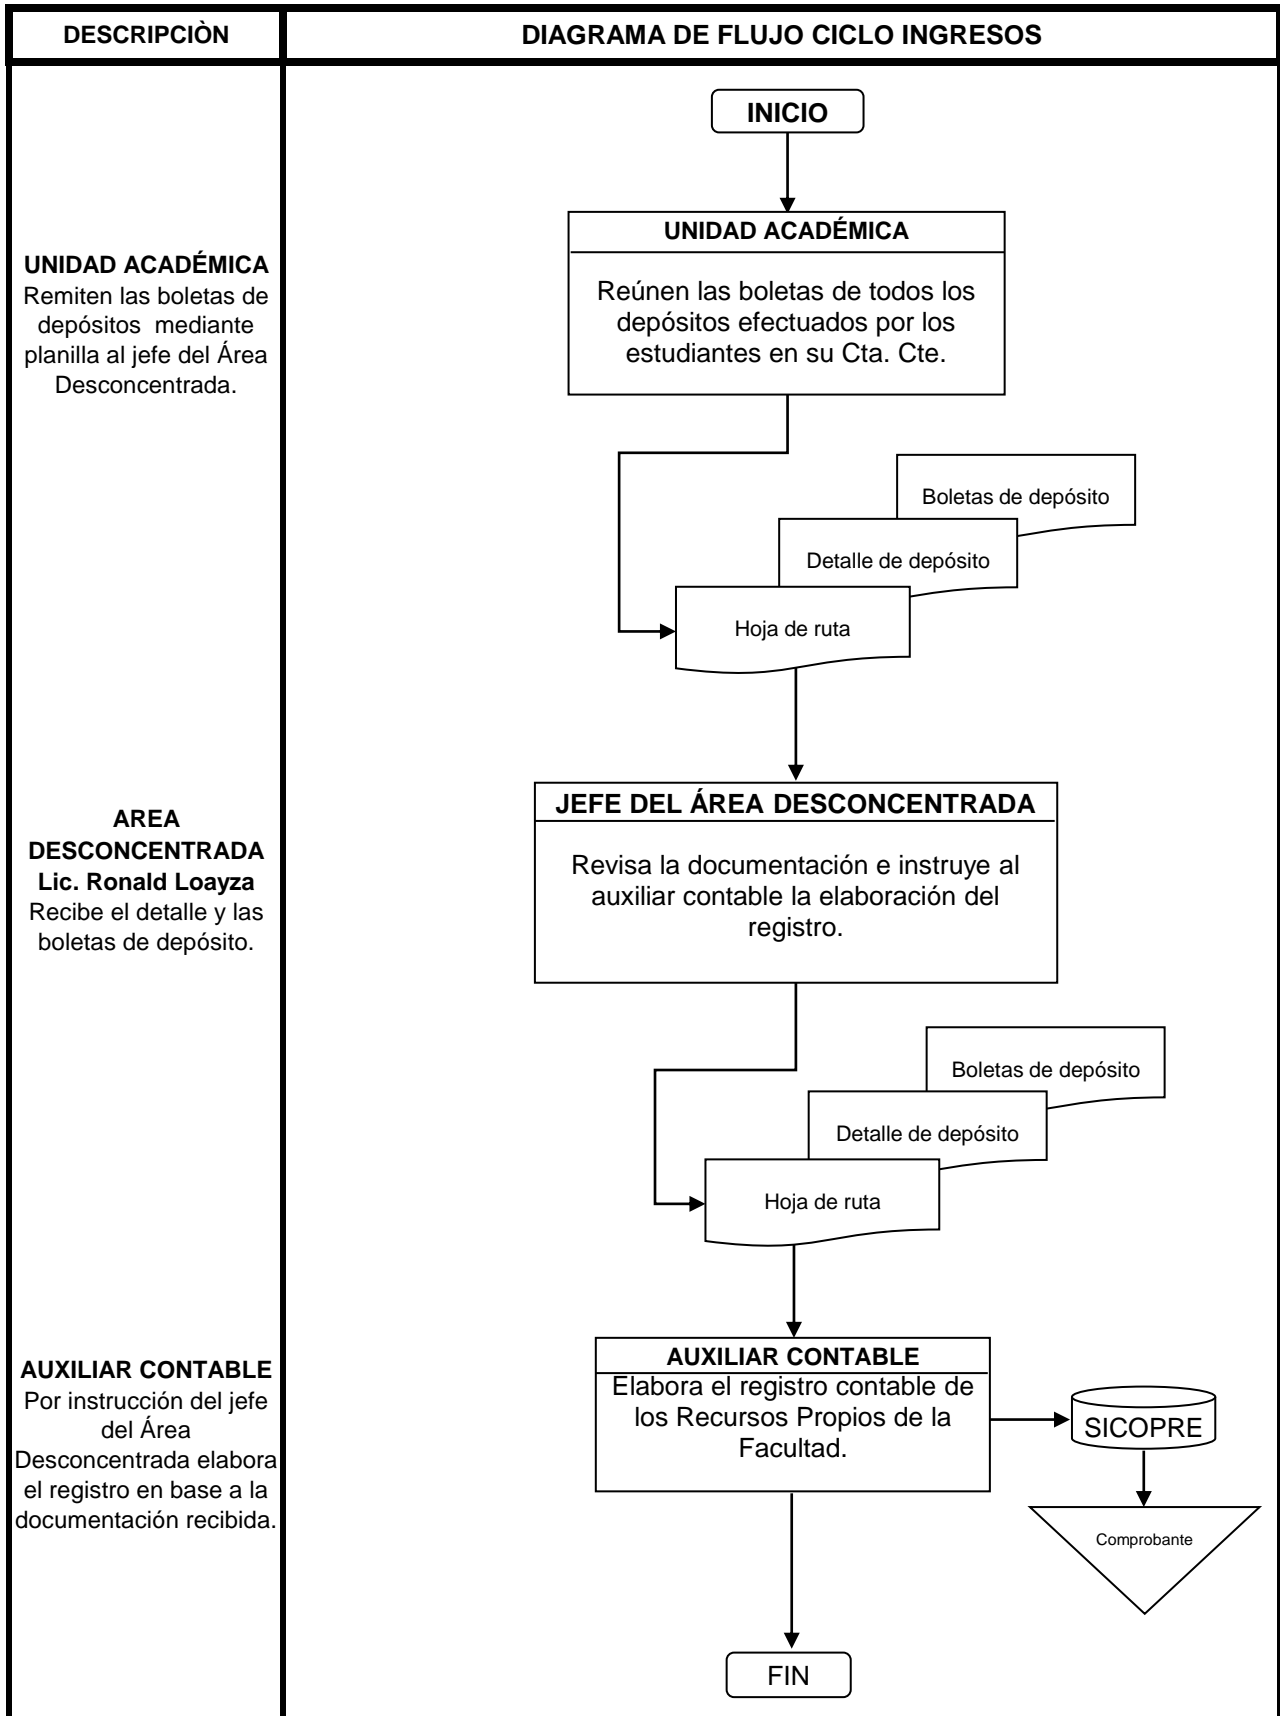 DESCRIPCIÒN
DIAGRAMA DE FLUJO CICLO INGRESOS
INICIO
UNIDAD ACADÉMICA
Remiten las boletas de
depósitos mediante
planilla al jefe del Área
Desconcentrada.
UNIDAD ACADÉMICA
Reúnen las boletas de todos los
depósitos efectuados por los
estudiantes en su Cta. Cte.
Boletas de depósito
Detalle de depósito
Hoja de ruta
AREA
DESCONCENTRADA
Lic. Ronald Loayza
Recibe el detalle y las
boletas de depósito.
JEFE DEL ÁREA DESCONCENTRADA
Revisa la documentación e instruye al
auxiliar contable la elaboración del
registro.
Boletas de depósito
Detalle de depósito
Hoja de ruta
AUXILIAR CONTABLE
Por instrucción del jefe
del Área
Desconcentrada elabora
el registro en base a la
documentación recibida.
AUXILIAR CONTABLE
Elabora el registro contable de
los Recursos Propios de la
Facultad.
SICOPRE
Comprobante
FIN